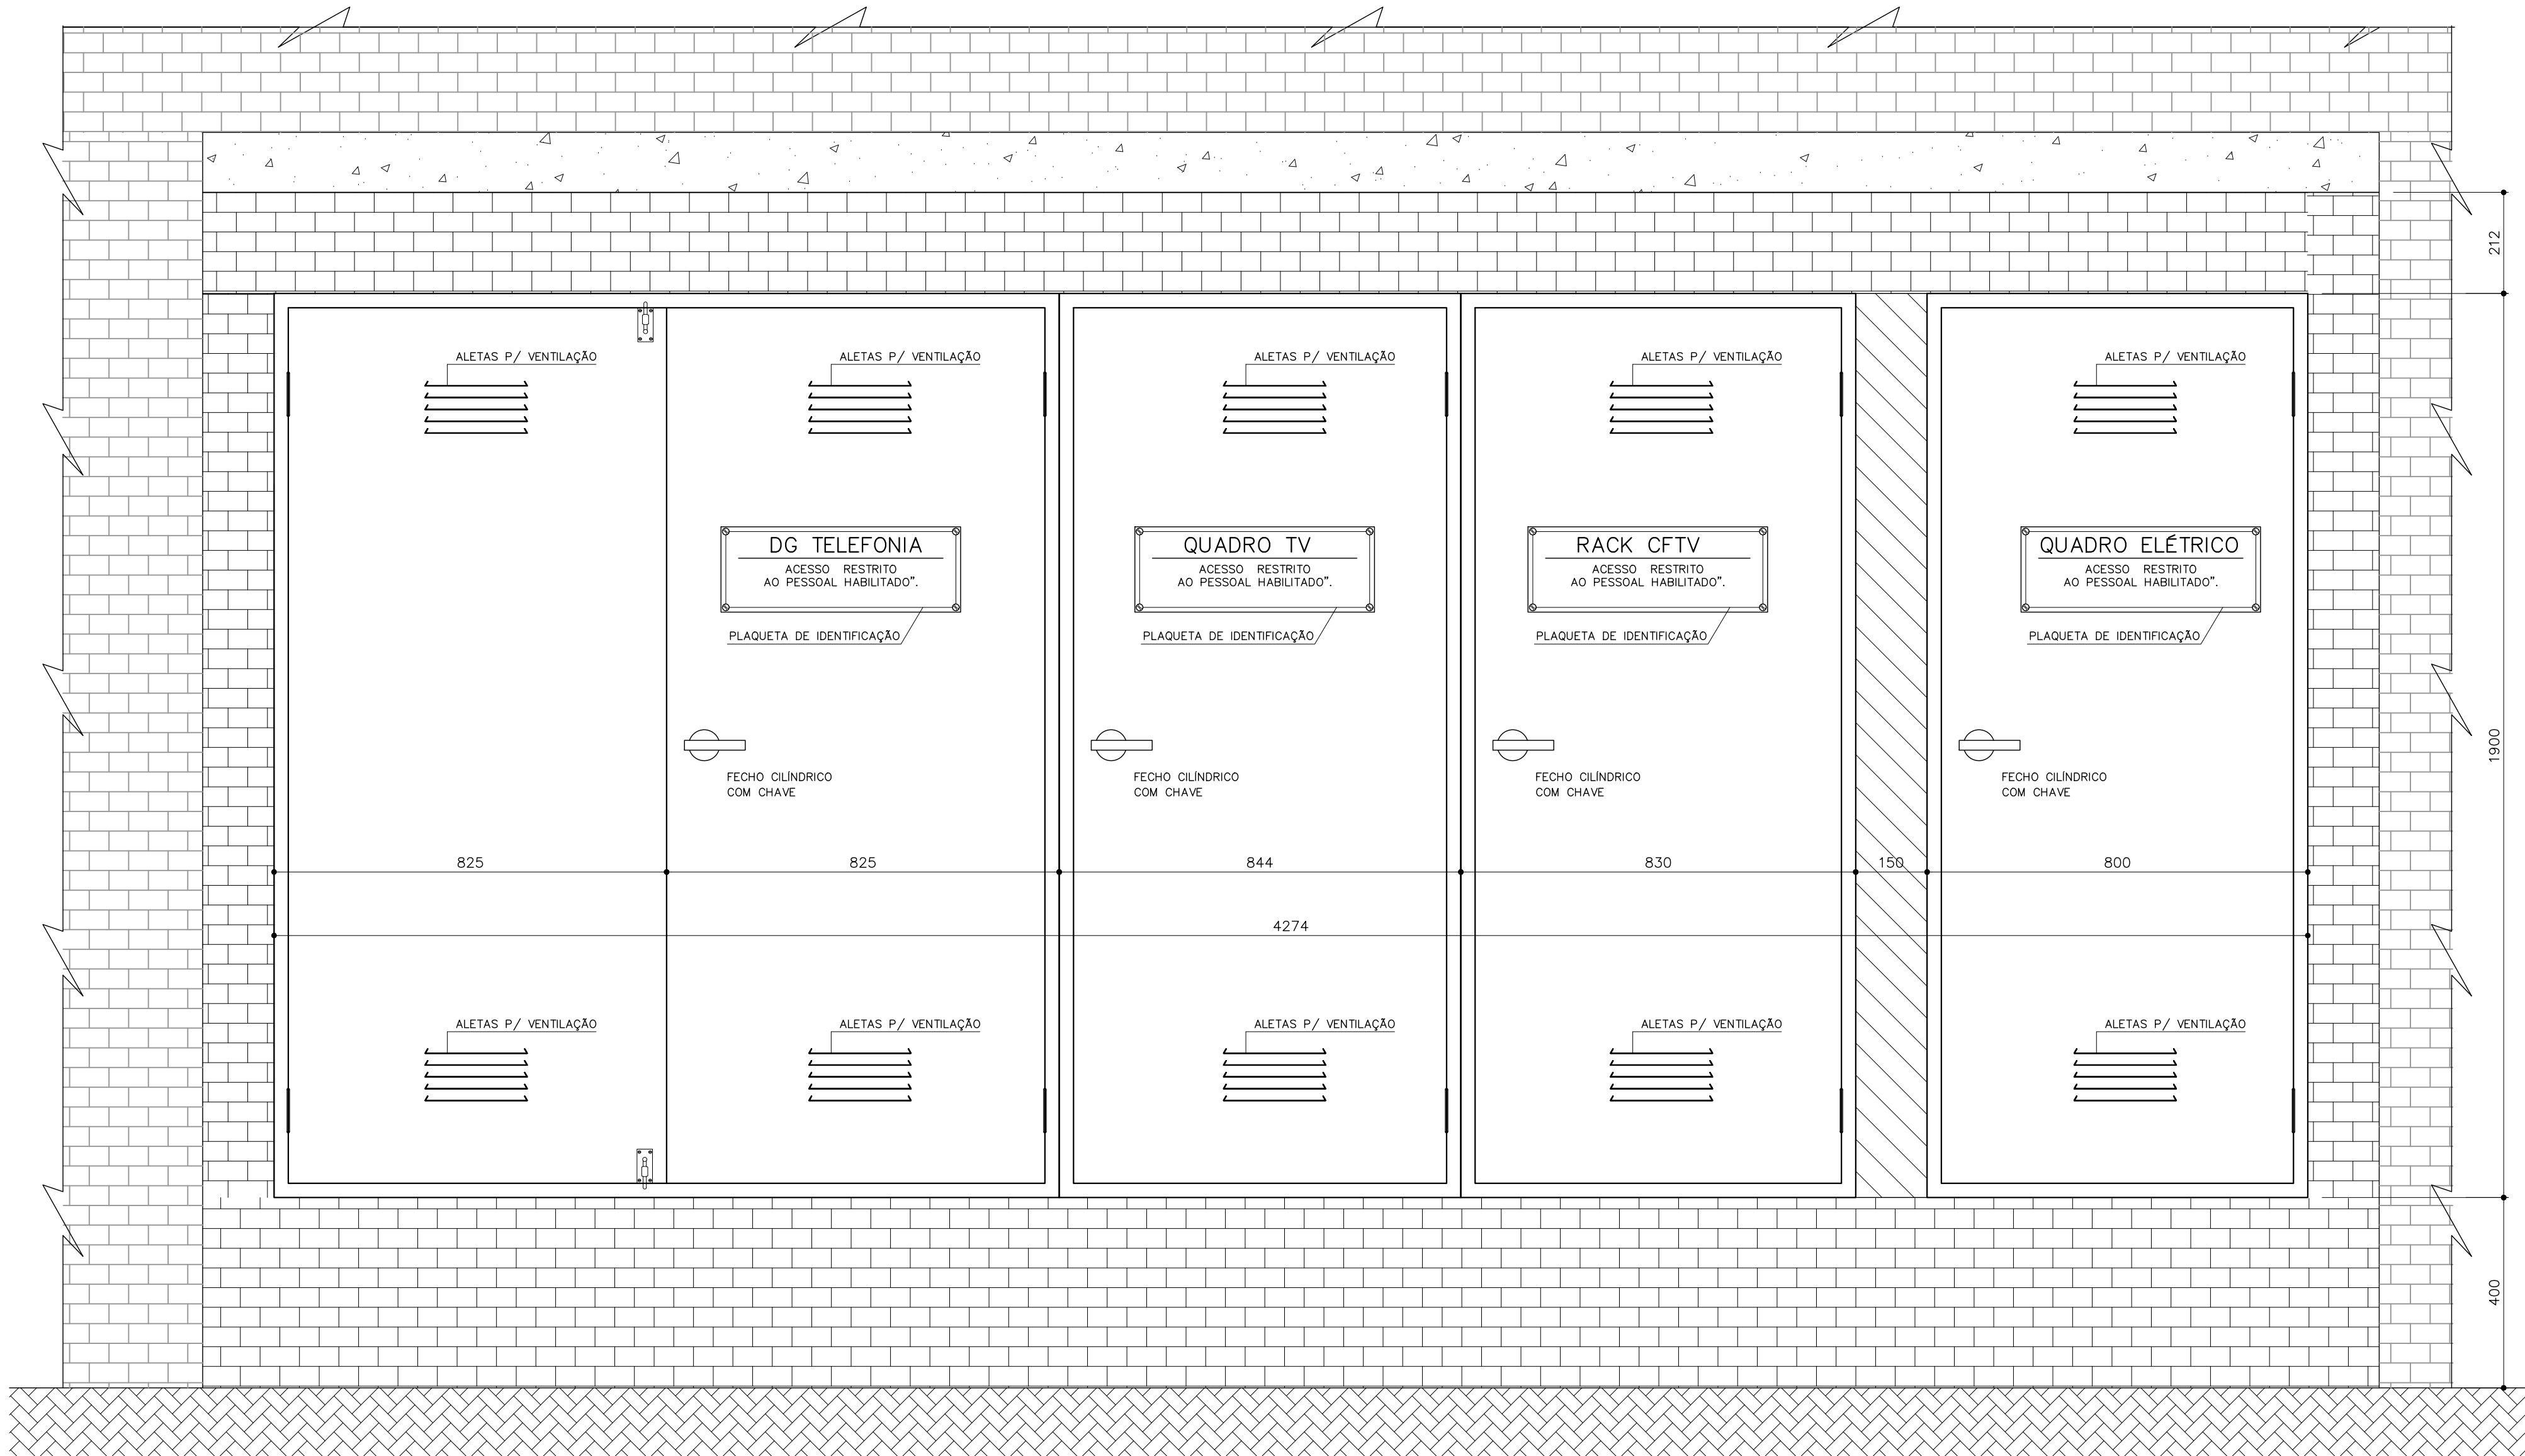 212
ALETAS P/ VENTILAÇÃO
ALETAS P/ VENTILAÇÃO
ALETAS P/ VENTILAÇÃO
ALETAS P/ VENTILAÇÃO
ALETAS P/ VENTILAÇÃO
DG TELEFONIA
ACESSO RESTRITO
AO PESSOAL HABILITADO”.
PLAQUETA DE IDENTIFICAÇÃO
QUADRO TV
ACESSO RESTRITO
AO PESSOAL HABILITADO”.
PLAQUETA DE IDENTIFICAÇÃO
RACK CFTV
ACESSO RESTRITO
AO PESSOAL HABILITADO”.
PLAQUETA DE IDENTIFICAÇÃO
QUADRO ELÉTRICO
ACESSO RESTRITO
AO PESSOAL HABILITADO”.
PLAQUETA DE IDENTIFICAÇÃO
1900
FECHO CILÍNDRICO
COM CHAVE
FECHO CILÍNDRICO
COM CHAVE
FECHO CILÍNDRICO
COM CHAVE
FECHO CILÍNDRICO
COM CHAVE
825
825
844
830
150
800
4274
ALETAS P/ VENTILAÇÃO
ALETAS P/ VENTILAÇÃO
ALETAS P/ VENTILAÇÃO
ALETAS P/ VENTILAÇÃO
ALETAS P/ VENTILAÇÃO
400